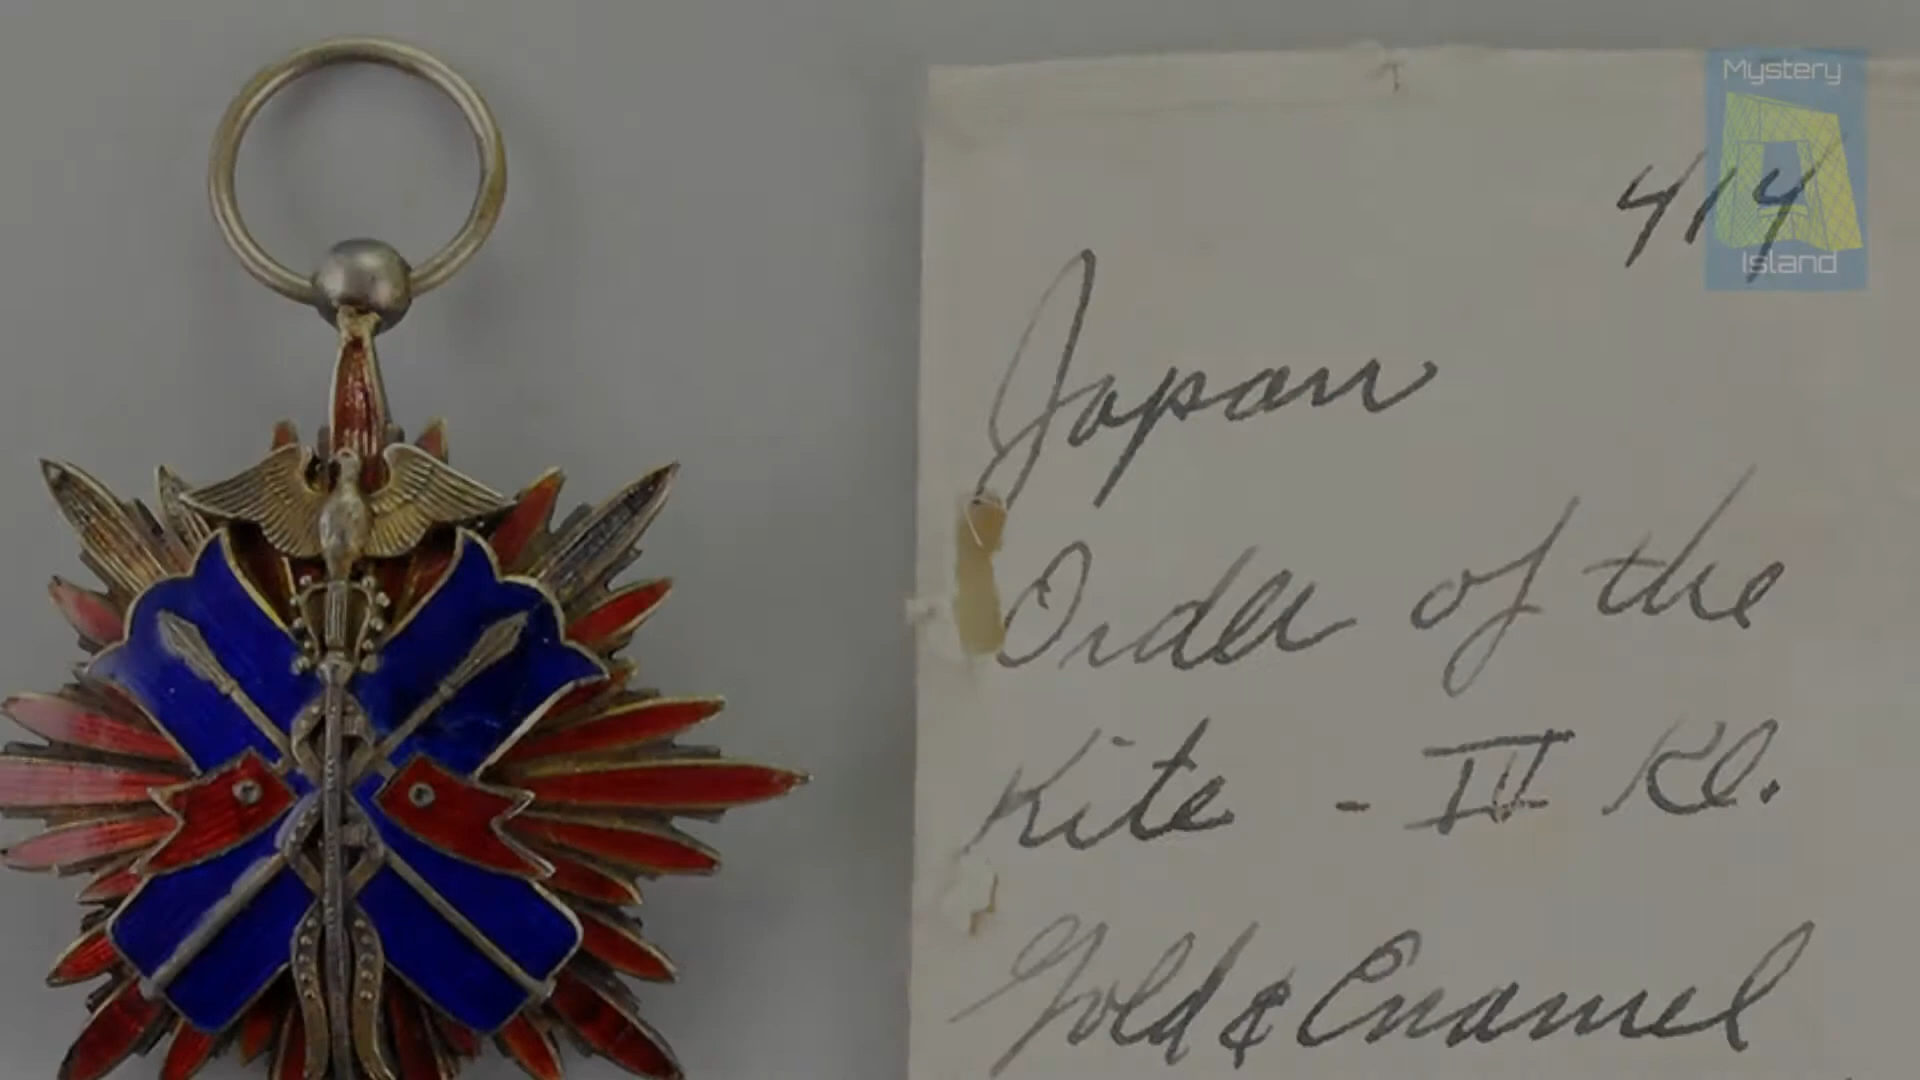 Mystery
Island
414
Japan
Order of the
Kite - IV Kl.
Gold & Enamel